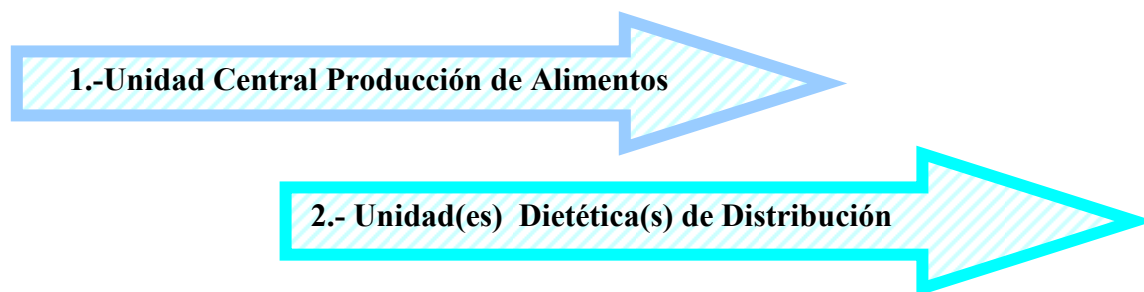 1.-Unidad Central Producción de Alimentos
2.- Unidad(es) Dietética(s) de Distribución